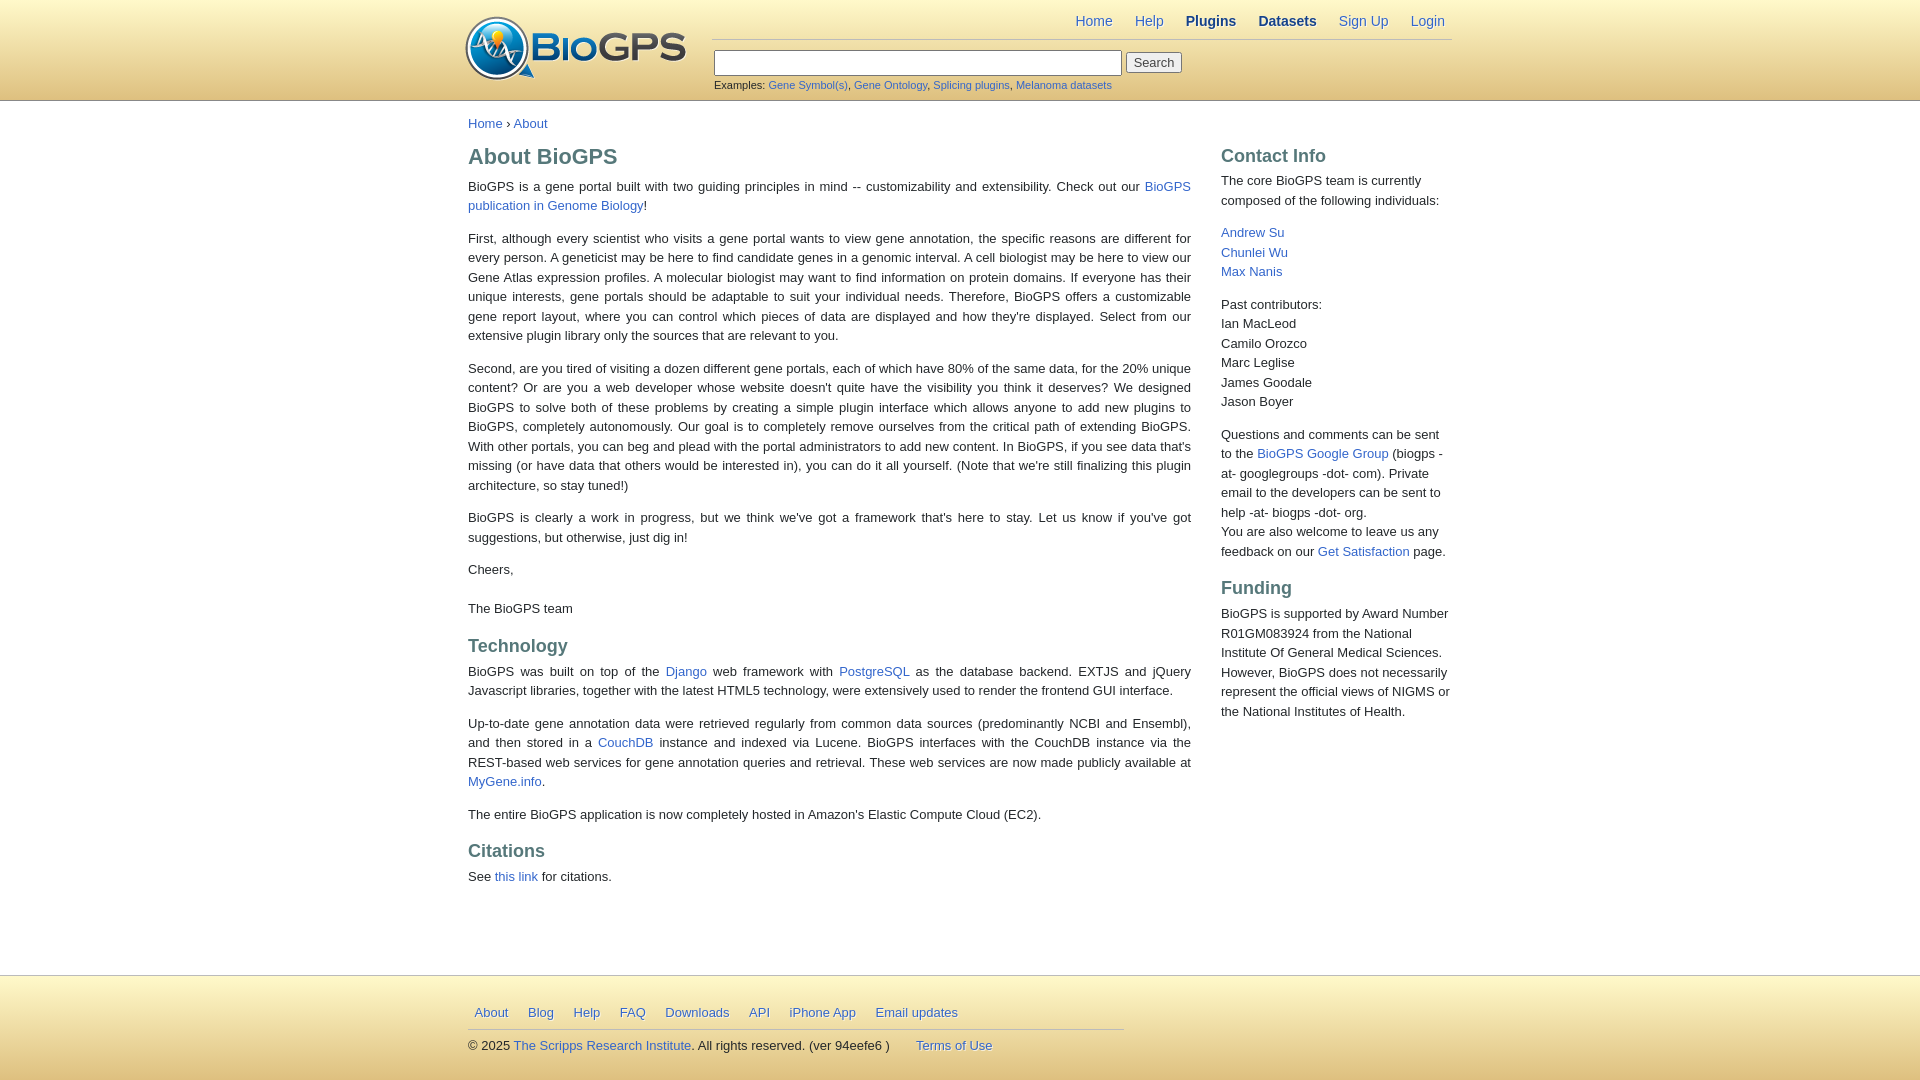 BioGPS
Home Help Plugins Datasets Sign Up Login
Search
Examples: Gene Symbol(s), Gene Ontology, Splicing plugins, Melanoma datasets
Home › About
About BioGPS
BioGPS is a gene portal built with two guiding principles in mind -- customizability and extensibility. Check out our BioGPS
publication in Genome Biology!
First, although every scientist who visits a gene portal wants to view gene annotation, the specific reasons are different for
every person. A geneticist may be here to find candidate genes in a genomic interval. A cell biologist may be here to view our
Gene Atlas expression profiles. A molecular biologist may want to find information on protein domains. If everyone has their
unique interests, gene portals should be adaptable to suit your individual needs. Therefore, BioGPS offers a customizable
gene report layout, where you can control which pieces of data are displayed and how they're displayed. Select from our
extensive plugin library only the sources that are relevant to you.
Second, are you tired of visiting a dozen different gene portals, each of which have 80% of the same data, for the 20% unique
content? Or are you a web developer whose website doesn't quite have the visibility you think it deserves? We designed
BioGPS to solve both of these problems by creating a simple plugin interface which allows anyone to add new plugins to
BioGPS, completely autonomously. Our goal is to completely remove ourselves from the critical path of extending BioGPS.
With other portals, you can beg and plead with the portal administrators to add new content. In BioGPS, if you see data that's
missing (or have data that others would be interested in), you can do it all yourself. (Note that we're still finalizing this plugin
architecture, so stay tuned!)
BioGPS is clearly a work in progress, but we think we've got a framework that's here to stay. Let us know if you've got
suggestions, but otherwise, just dig in!
Cheers,
The BioGPS team
Technology
BioGPS was built on top of the Django web framework with PostgreSQL as the database backend. EXTJS and jQuery
Javascript libraries, together with the latest HTML5 technology, were extensively used to render the frontend GUI interface.
Up-to-date gene annotation data were retrieved regularly from common data sources (predominantly NCBI and Ensembl),
and then stored in a CouchDB instance and indexed via Lucene. BioGPS interfaces with the CouchDB instance via the
REST-based web services for gene annotation queries and retrieval. These web services are now made publicly available at
MyGene.info.
The entire BioGPS application is now completely hosted in Amazon's Elastic Compute Cloud (EC2).
Citations
See this link for citations.
Contact Info
The core BioGPS team is currently
composed of the following individuals:
Andrew Su
Chunlei Wu
Max Nanis
Past contributors:
Ian MacLeod
Camilo Orozco
Marc Leglise
James Goodale
Jason Boyer
Questions and comments can be sent
to the BioGPS Google Group (biogps -
at- googlegroups -dot- com). Private
email to the developers can be sent to
help -at- biogps -dot- org.
You are also welcome to leave us any
feedback on our Get Satisfaction page.
Funding
BioGPS is supported by Award Number
R01GM083924 from the National
Institute Of General Medical Sciences.
However, BioGPS does not necessarily
represent the official views of NIGMS or
the National Institutes of Health.
About Blog Help FAQ Downloads API iPhone App Email updates
© 2025 The Scripps Research Institute. All rights reserved. (ver 94eefe6 ) Terms of Use